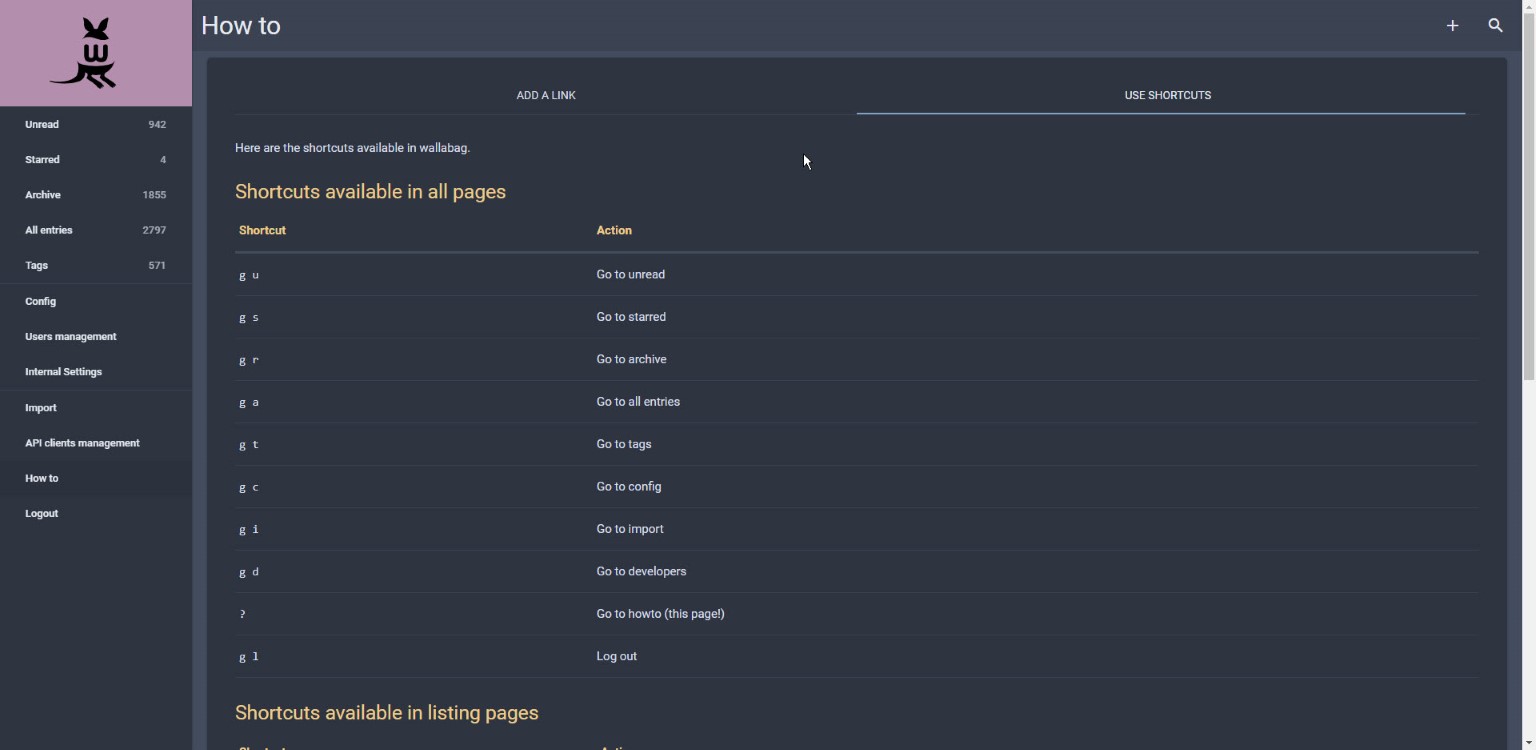 w
How to
Unread 942
Starred 4
Archive 1855
All entries 2797
Tags 571
Config
Users management
Internal Settings
Import
API clients management
How to
Logout
ADD A LINK USE SHORTCUTS
Here are the shortcuts available in wallabag.
Shortcuts available in all pages
Shortcut Action
g u Go to unread
g s Go to starred
g r Go to archive
g a Go to all entries
g t Go to tags
g c Go to config
g i Go to import
g d Go to developers
? Go to howto (this page!)
g l Log out
Shortcuts available in listing pages